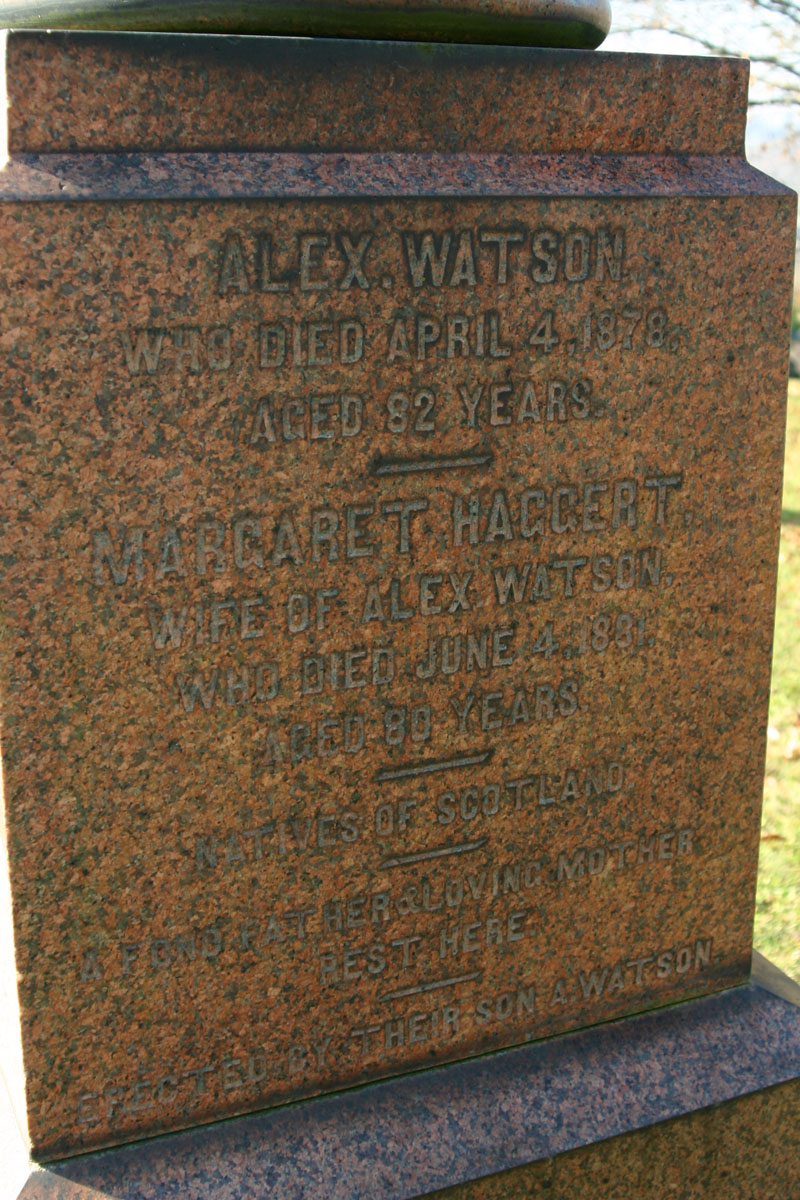 ALEX. WATSON.
WHO DIED APRIL 4, 1878.
AGED 82 YEARS.
MARGARET HAGGERT,
WIFE OF ALEX. WATSON,
WHO DIED JUNE 4, 1881.
AGED 80 YEARS.
NATIVES OF SCOTLAND.
A FOND FATHER & LOVING MOTHER
REST HERE.
ERECTED BY THEIR SON A. WATSON.